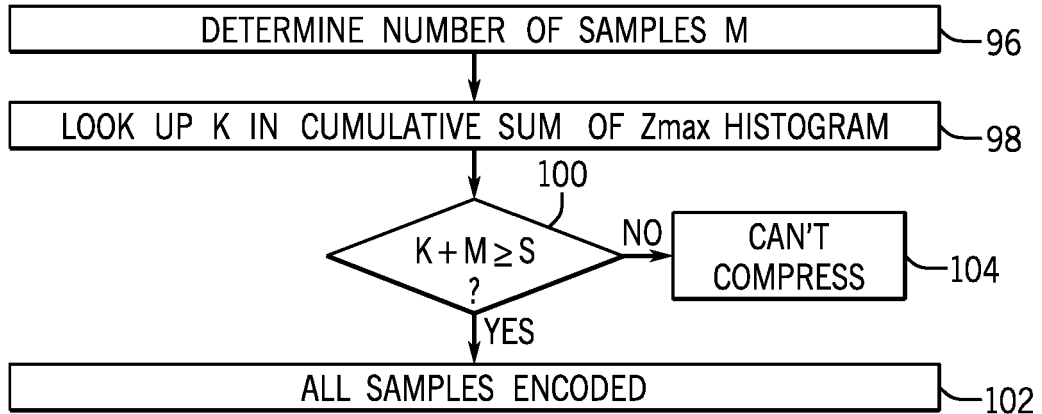 DETERMINE NUMBER OF SAMPLES M
96
LOOK UP K IN CUMULATIVE SUM OF Zmax HISTOGRAM
98
100
K + M ≥ S
?
NO
CAN'T
COMPRESS
104
YES
ALL SAMPLES ENCODED
102